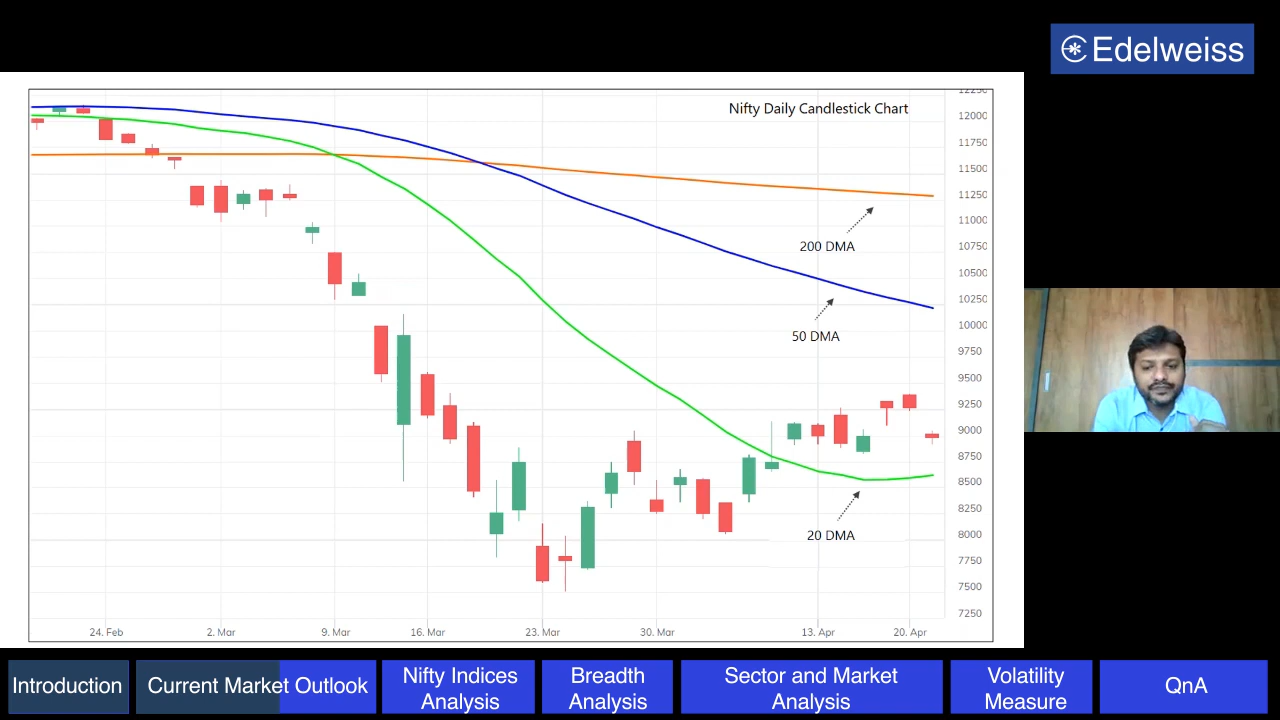 Edelweiss
Nifty Daily Candlestick Chart
12250
12000
11750
11500
11250
11000
10750
10500
10250
10000
9750
9500
9250
9000
8750
8500
8250
8000
7750
7500
7250
200 DMA
50 DMA
20 DMA
24. Feb
2. Mar
9. Mar
16. Mar
23. Mar
30. Mar
13. Apr
20. Apr
Introduction
Current Market Outlook
Nifty Indices
Analysis
Breadth
Analysis
Sector and Market
Analysis
Volatility
Measure
QnA